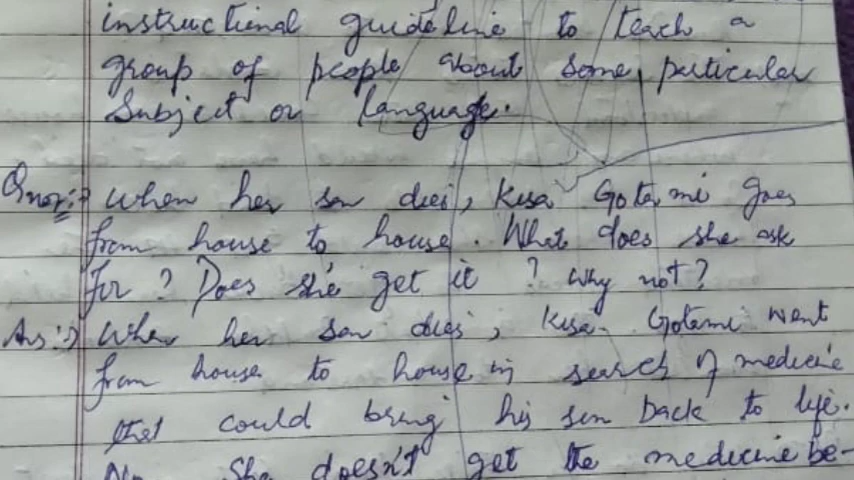 instructional guideline to teach a
group of people about some particular
Subject or language.
Qno2:→ When her son dies, Kisa Gotami goes
from house to house. What does she ask
for? Does she get it? Why not?
Ans:→ When her son dies, Kisa Gotami went
from house to house in search of medicine
that could bring his son back to life.
No, She doesn't get the medicine be-